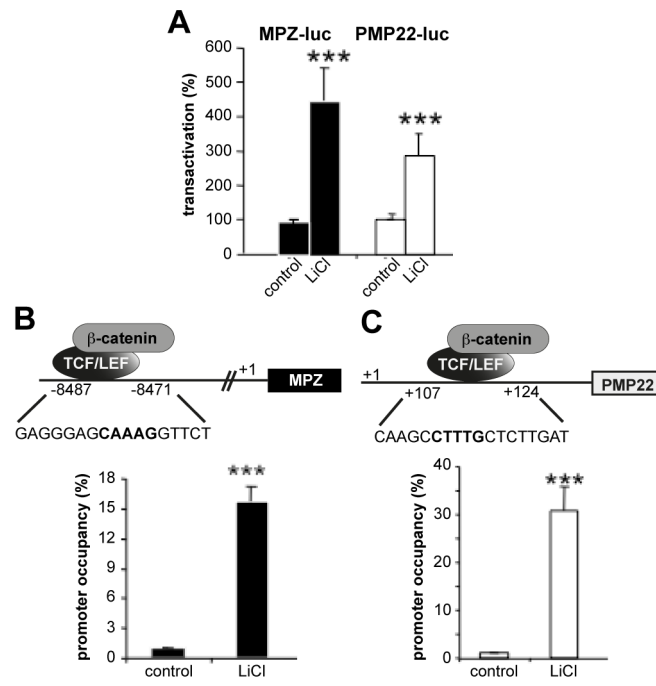 A
MPZ-luc PMP22-luc
transactivation (%)
600
500
400
300
200
100
0
***
***
control
LiCl
control
LiCl
B
β-catenin
TCF/LEF
-8487 -8471
+1
MPZ
GAGGGAGCAAAGGTTCT
promoter occupancy (%)
18
15
12
9
6
3
0
***
control LiCl
C
β-catenin
TCF/LEF
+1
+107 +124
PMP22
CAAGCCTTTGCTCTTGAT
promoter occupancy (%)
40
30
20
10
0
***
control LiCl